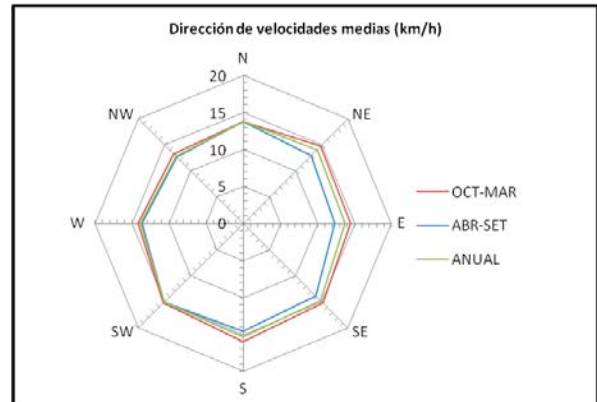 Dirección de velocidades medias (km/h)
N
20
NW
NE
15
10
5
W
0
E
SW
SE
S
OCT-MAR
ABR-SET
ANUAL